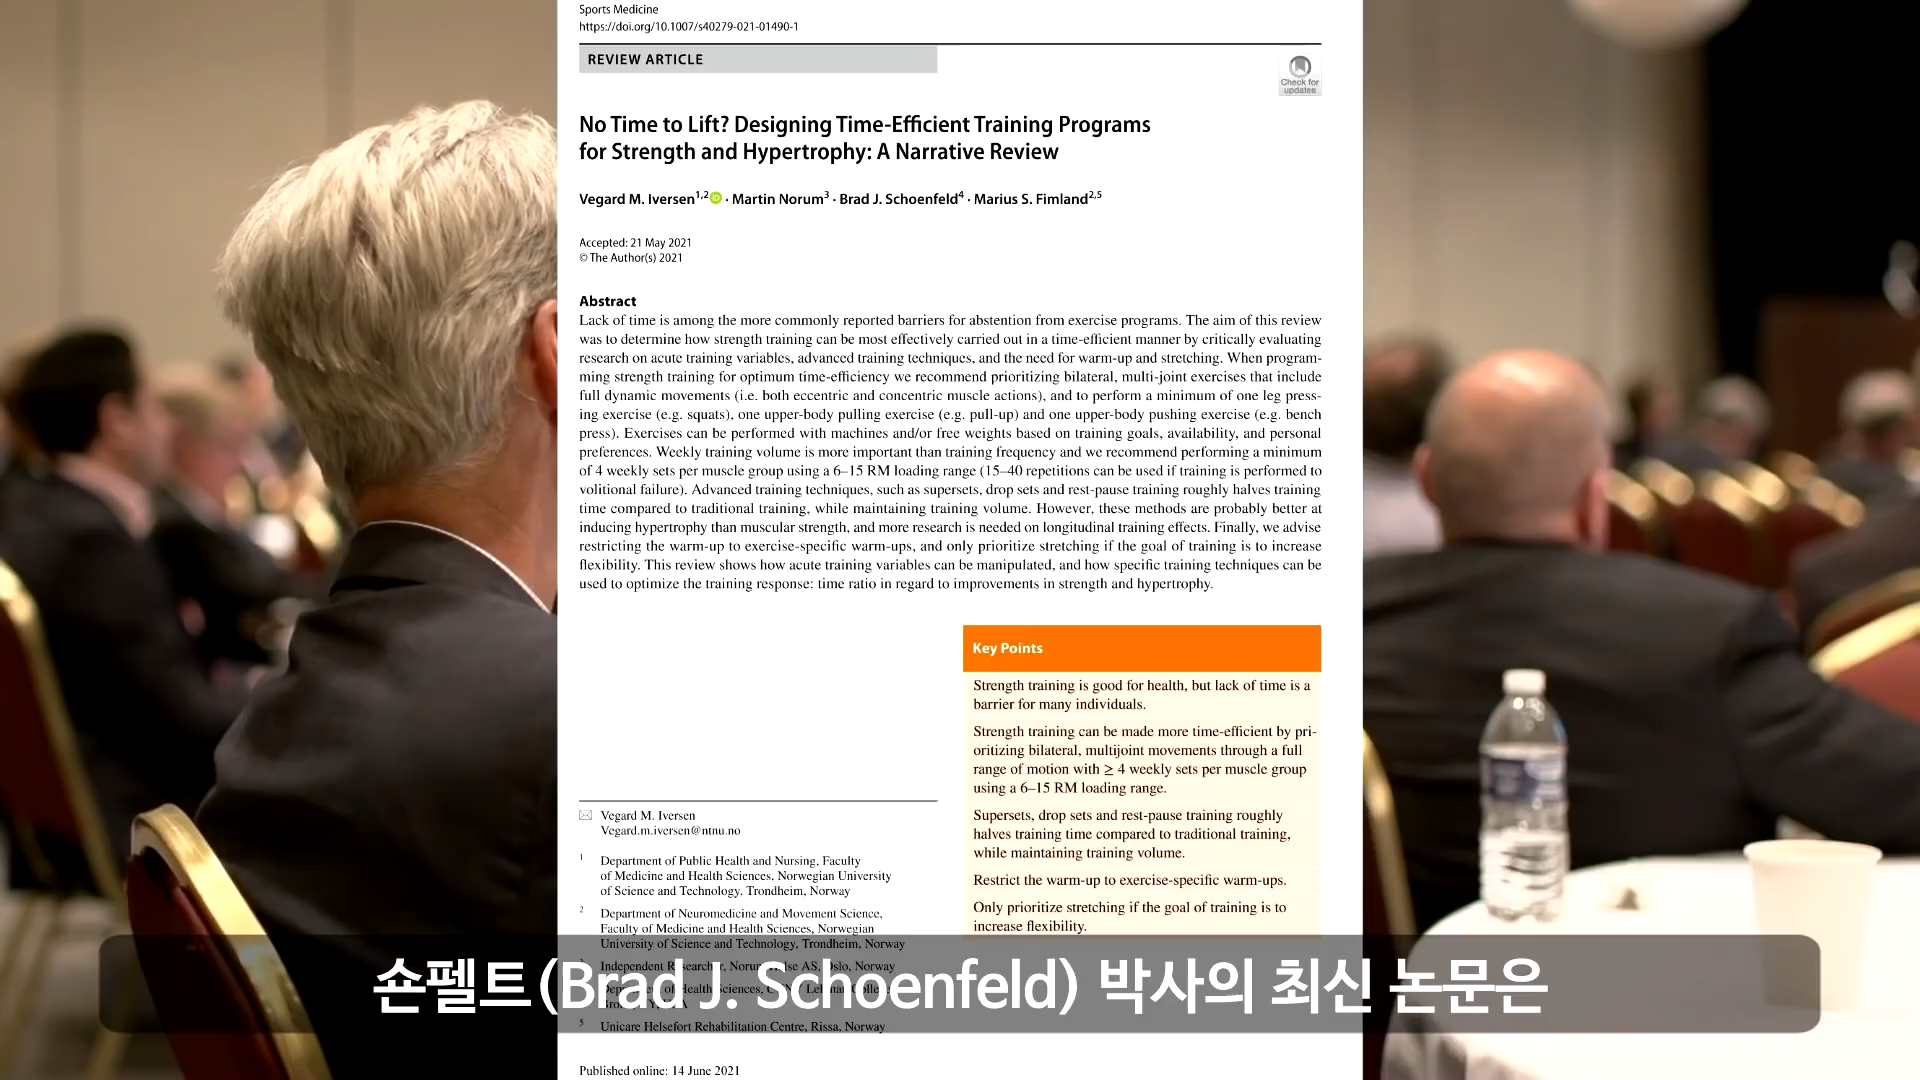 Sports Medicine
https://doi.org/10.1007/s40279-021-01490-1
REVIEW ARTICLE
Check for
updates
No Time to Lift? Designing Time-Efficient Training Programs
for Strength and Hypertrophy: A Narrative Review
Vegard M. Iversen1,2 · Martin Norum3 · Brad J. Schoenfeld4 · Marius S. Fimland2,5
Accepted: 21 May 2021
© The Author(s) 2021
Abstract
Lack of time is among the more commonly reported barriers for abstention from exercise programs. The aim of this review
was to determine how strength training can be most effectively carried out in a time-efficient manner by critically evaluating
research on acute training variables, advanced training techniques, and the need for warm-up and stretching. When program-
ming strength training for optimum time-efficiency we recommend prioritizing bilateral, multi-joint exercises that include
full dynamic movements (i.e. both eccentric and concentric muscle actions), and to perform a minimum of one leg press-
ing exercise (e.g. squats), one upper-body pulling exercise (e.g. pull-up) and one upper-body pushing exercise (e.g. bench
press). Exercises can be performed with machines and/or free weights based on training goals, availability, and personal
preferences. Weekly training volume is more important than training frequency and we recommend performing a minimum
of 4 weekly sets per muscle group using a 6–15 RM loading range (15–40 repetitions can be used if training is performed to
volitional failure). Advanced training techniques, such as supersets, drop sets and rest-pause training roughly halves training
time compared to traditional training, while maintaining training volume. However, these methods are probably better at
inducing hypertrophy than muscular strength, and more research is needed on longitudinal training effects. Finally, we advise
restricting the warm-up to exercise-specific warm-ups, and only prioritize stretching if the goal of training is to increase
flexibility. This review shows how acute training variables can be manipulated, and how specific training techniques can be
used to optimize the training response: time ratio in regard to improvements in strength and hypertrophy.
Key Points
Strength training is good for health, but lack of time is a
barrier for many individuals.
Strength training can be made more time-efficient by pri-
oritizing bilateral, multijoint movements through a full
range of motion with ≥ 4 weekly sets per muscle group
using a 6–15 RM loading range.
Supersets, drop sets and rest-pause training roughly
halves training time compared to traditional training,
while maintaining training volume.
Restrict the warm-up to exercise-specific warm-ups.
Only prioritize stretching if the goal of training is to
increase flexibility.
Vegard M. Iversen
Vegard.m.iversen@ntnu.no
1 Department of Public Health and Nursing, Faculty
of Medicine and Health Sciences, Norwegian University
of Science and Technology, Trondheim, Norway
2 Department of Neuromedicine and Movement Science,
Faculty of Medicine and Health Sciences, Norwegian
University of Science and Technology, Trondheim, Norway
Independent AS, Oslo, Norway
Health Sciences,
5 Unicare Helsefort Rehabilitation Centre, Rissa, Norway
Published online: 14 June 2021
숀펠트(Brad J. Schoenfeld) 박사의 최신 논문은